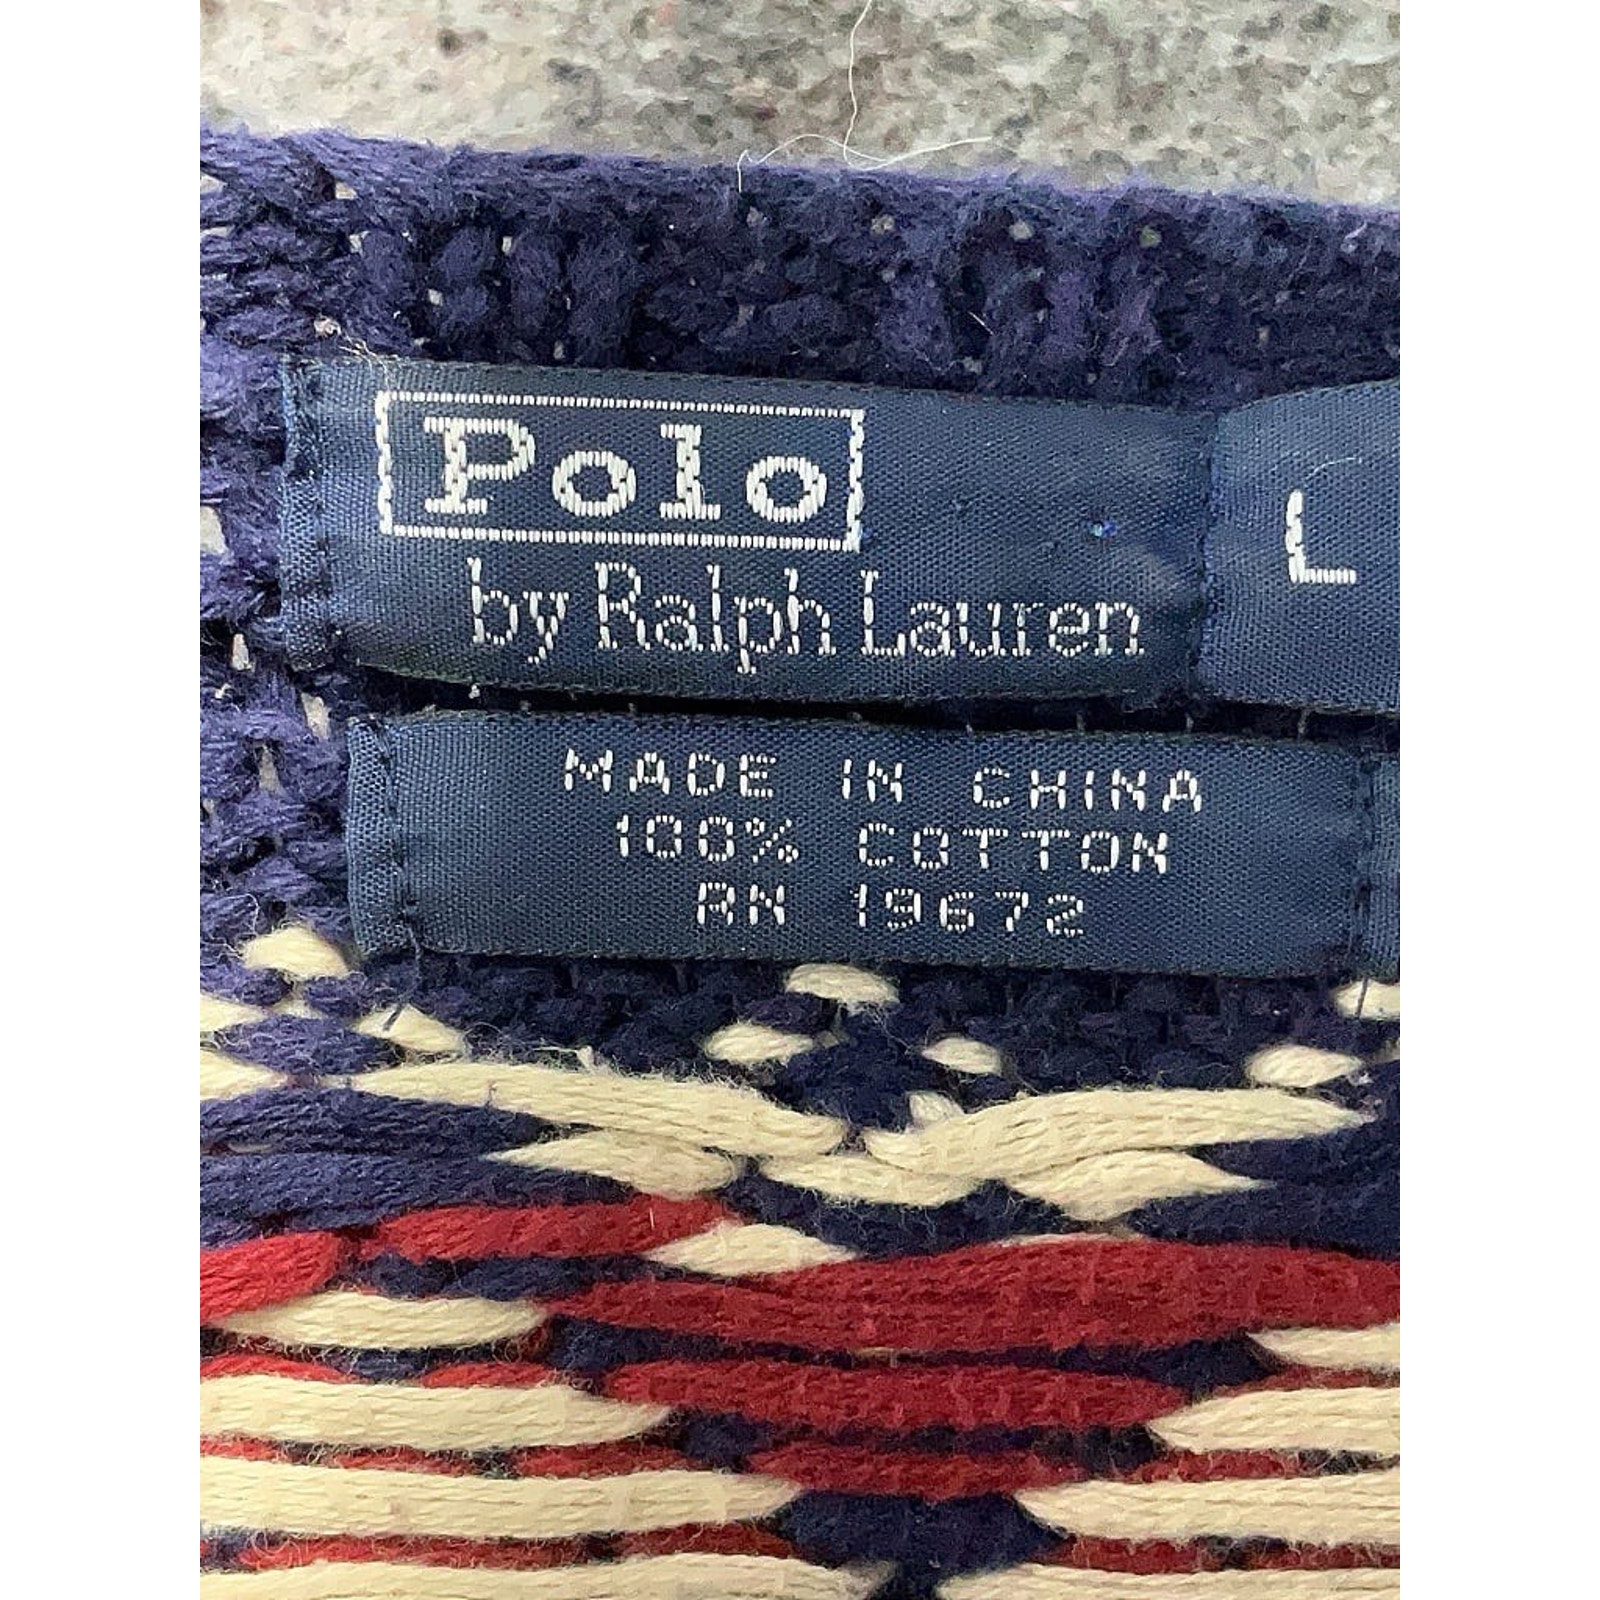 Polo
by Ralph Lauren
L
MADE IN CHINA
100% COTTON
RN 19672